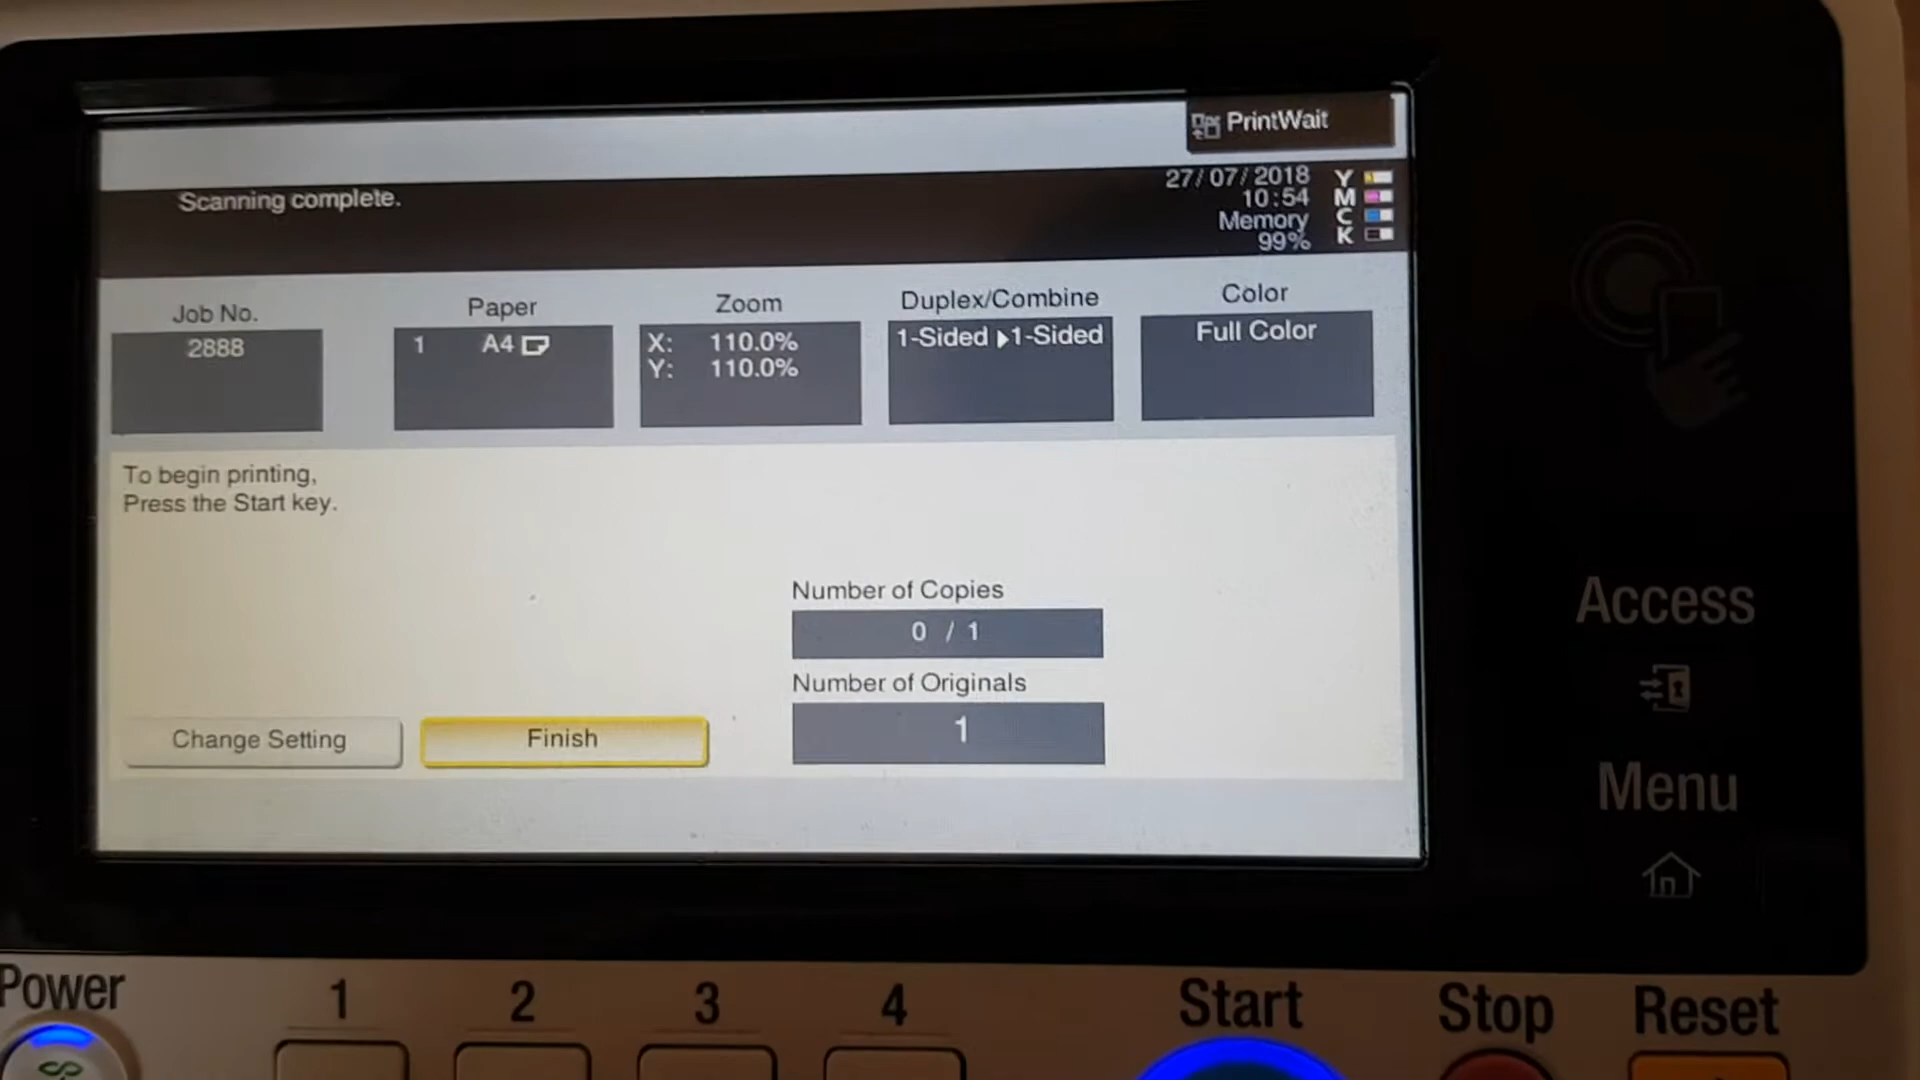 PrintWait
Scanning complete.
27/07/2018
10:54
Memory
99%
Y
M
C
K
Job No.
2888
Paper
1 A4
Zoom
X: 110.0%
Y: 110.0%
Duplex/Combine
1-Sided ▶1-Sided
Color
Full Color
To begin printing,
Press the Start key.
Number of Copies
0 / 1
Number of Originals
1
Change Setting
Finish
Access
Menu
Power
1
2
3
4
Start
Stop
Reset